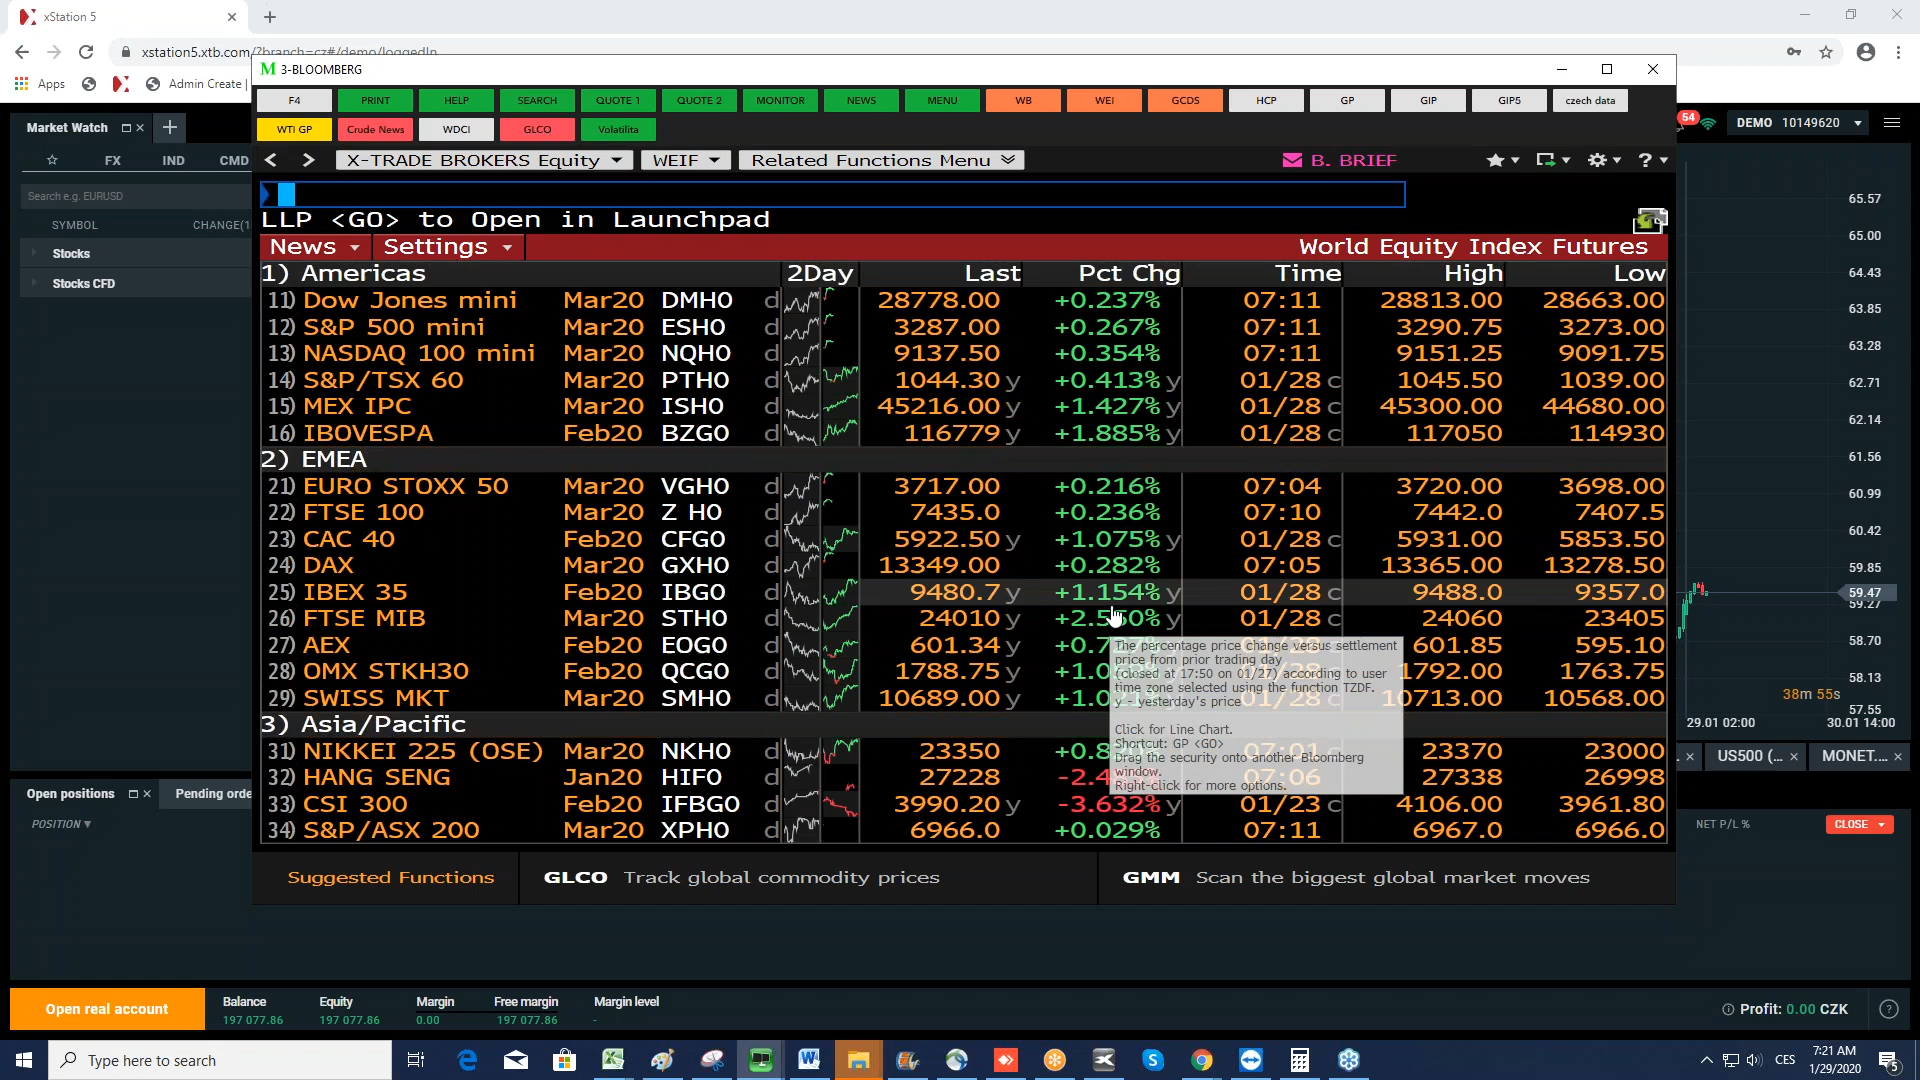 xStation 5
xstation5.xtb.com/?branch=cz#/demo/loggedIn
Apps
Admin Create |
3-BLOOMBERG
F4 PRINT HELP SEARCH QUOTE 1 QUOTE 2 MONITOR NEWS MENU WB WEI GCDS HCP GP GIP GIP5 czech data
WTI GP Crude News WDCI GLCO Volatilita
Market Watch
54
DEMO 10149620
FX IND CMD
Search e.g. EURUSD
SYMBOL CHANGE(1
Stocks
Stocks CFD
X-TRADE BROKERS Equity WEIF Related Functions Menu B. BRIEF ?
LLP <GO> to Open in Launchpad
News Settings World Equity Index Futures
1) Americas 2Day Last Pct Chg Time High Low
11) Dow Jones mini Mar20 DMH0 d 28778.00 +0.237% 07:11 28813.00 28663.00
12) S&P 500 mini Mar20 ESH0 d 3287.00 +0.267% 07:11 3290.75 3273.00
13) NASDAQ 100 mini Mar20 NQH0 d 9137.50 +0.354% 07:11 9151.25 9091.75
14) S&P/TSX 60 Mar20 PTH0 d 1044.30 y +0.413% y 01/28 c 1045.50 1039.00
15) MEX IPC Mar20 ISH0 d 45216.00 y +1.427% y 01/28 c 45300.00 44680.00
16) IBOVESPA Feb20 BZG0 d 116779 y +1.885% y 01/28 c 117050 114930
2) EMEA
21) EURO STOXX 50 Mar20 VGH0 d 3717.00 +0.216% 07:04 3720.00 3698.00
22) FTSE 100 Mar20 Z H0 d 7435.0 +0.236% 07:10 7442.0 7407.5
23) CAC 40 Feb20 CFG0 d 5922.50 y +1.075% y 01/28 c 5931.00 5853.50
24) DAX Mar20 GXH0 d 13349.00 +0.282% 07:05 13365.00 13278.50
25) IBEX 35 Feb20 IBG0 d 9480.7 y +1.154% y 01/28 c 9488.0 9357.0
26) FTSE MIB Mar20 STH0 d 24010 y 01/28 c 24060 23405
27) AEX Feb20 EOG0 d 601.34 y 601.85 595.10
28) OMX STKH30 Feb20 QCG0 d 1788.75 y 1792.00 1763.75
29) SWISS MKT Mar20 SMH0 d 10689.00 y 10713.00 10568.00
3) Asia/Pacific
31) NIKKEI 225 (OSE) Mar20 NKH0 d 23350 07:01 23370 23000
32) HANG SENG Jan20 HIF0 d 27228 07:06 27338 26998
33) CSI 300 Feb20 IFBG0 d 3990.20 y -3.632% y 01/23 c 4106.00 3961.80
34) S&P/ASX 200 Mar20 XPH0 d 6966.0 +0.029% 07:11 6967.0 6966.0
The percentage price change versus settlement
price from prior trading day
(closed at 17:50 on 01/27) according to user
time zone selected using the function TZDF.
y - yesterday's price
Click for Line Chart.
Shortcut: GP <GO>
Drag the security onto another Bloomberg
window.
Right-click for more options.
Suggested Functions GLCO Track global commodity prices GMM Scan the biggest global market moves
65.57
65.00
64.43
63.85
63.28
62.71
62.14
61.56
60.99
60.42
59.85
59.47
59.27
58.70
58.13
57.55
38m 55s
29.01 02:00 30.01 14:00
US500 (... MONET....
Open positions Pending orde
POSITION
NET P/L % CLOSE
Open real account
Balance Equity Margin Free margin Margin level
197 077.86 197 077.86 0.00 197 077.86 -
Profit: 0.00 CZK
Type here to search
CES
7:21 AM
1/29/2020
5